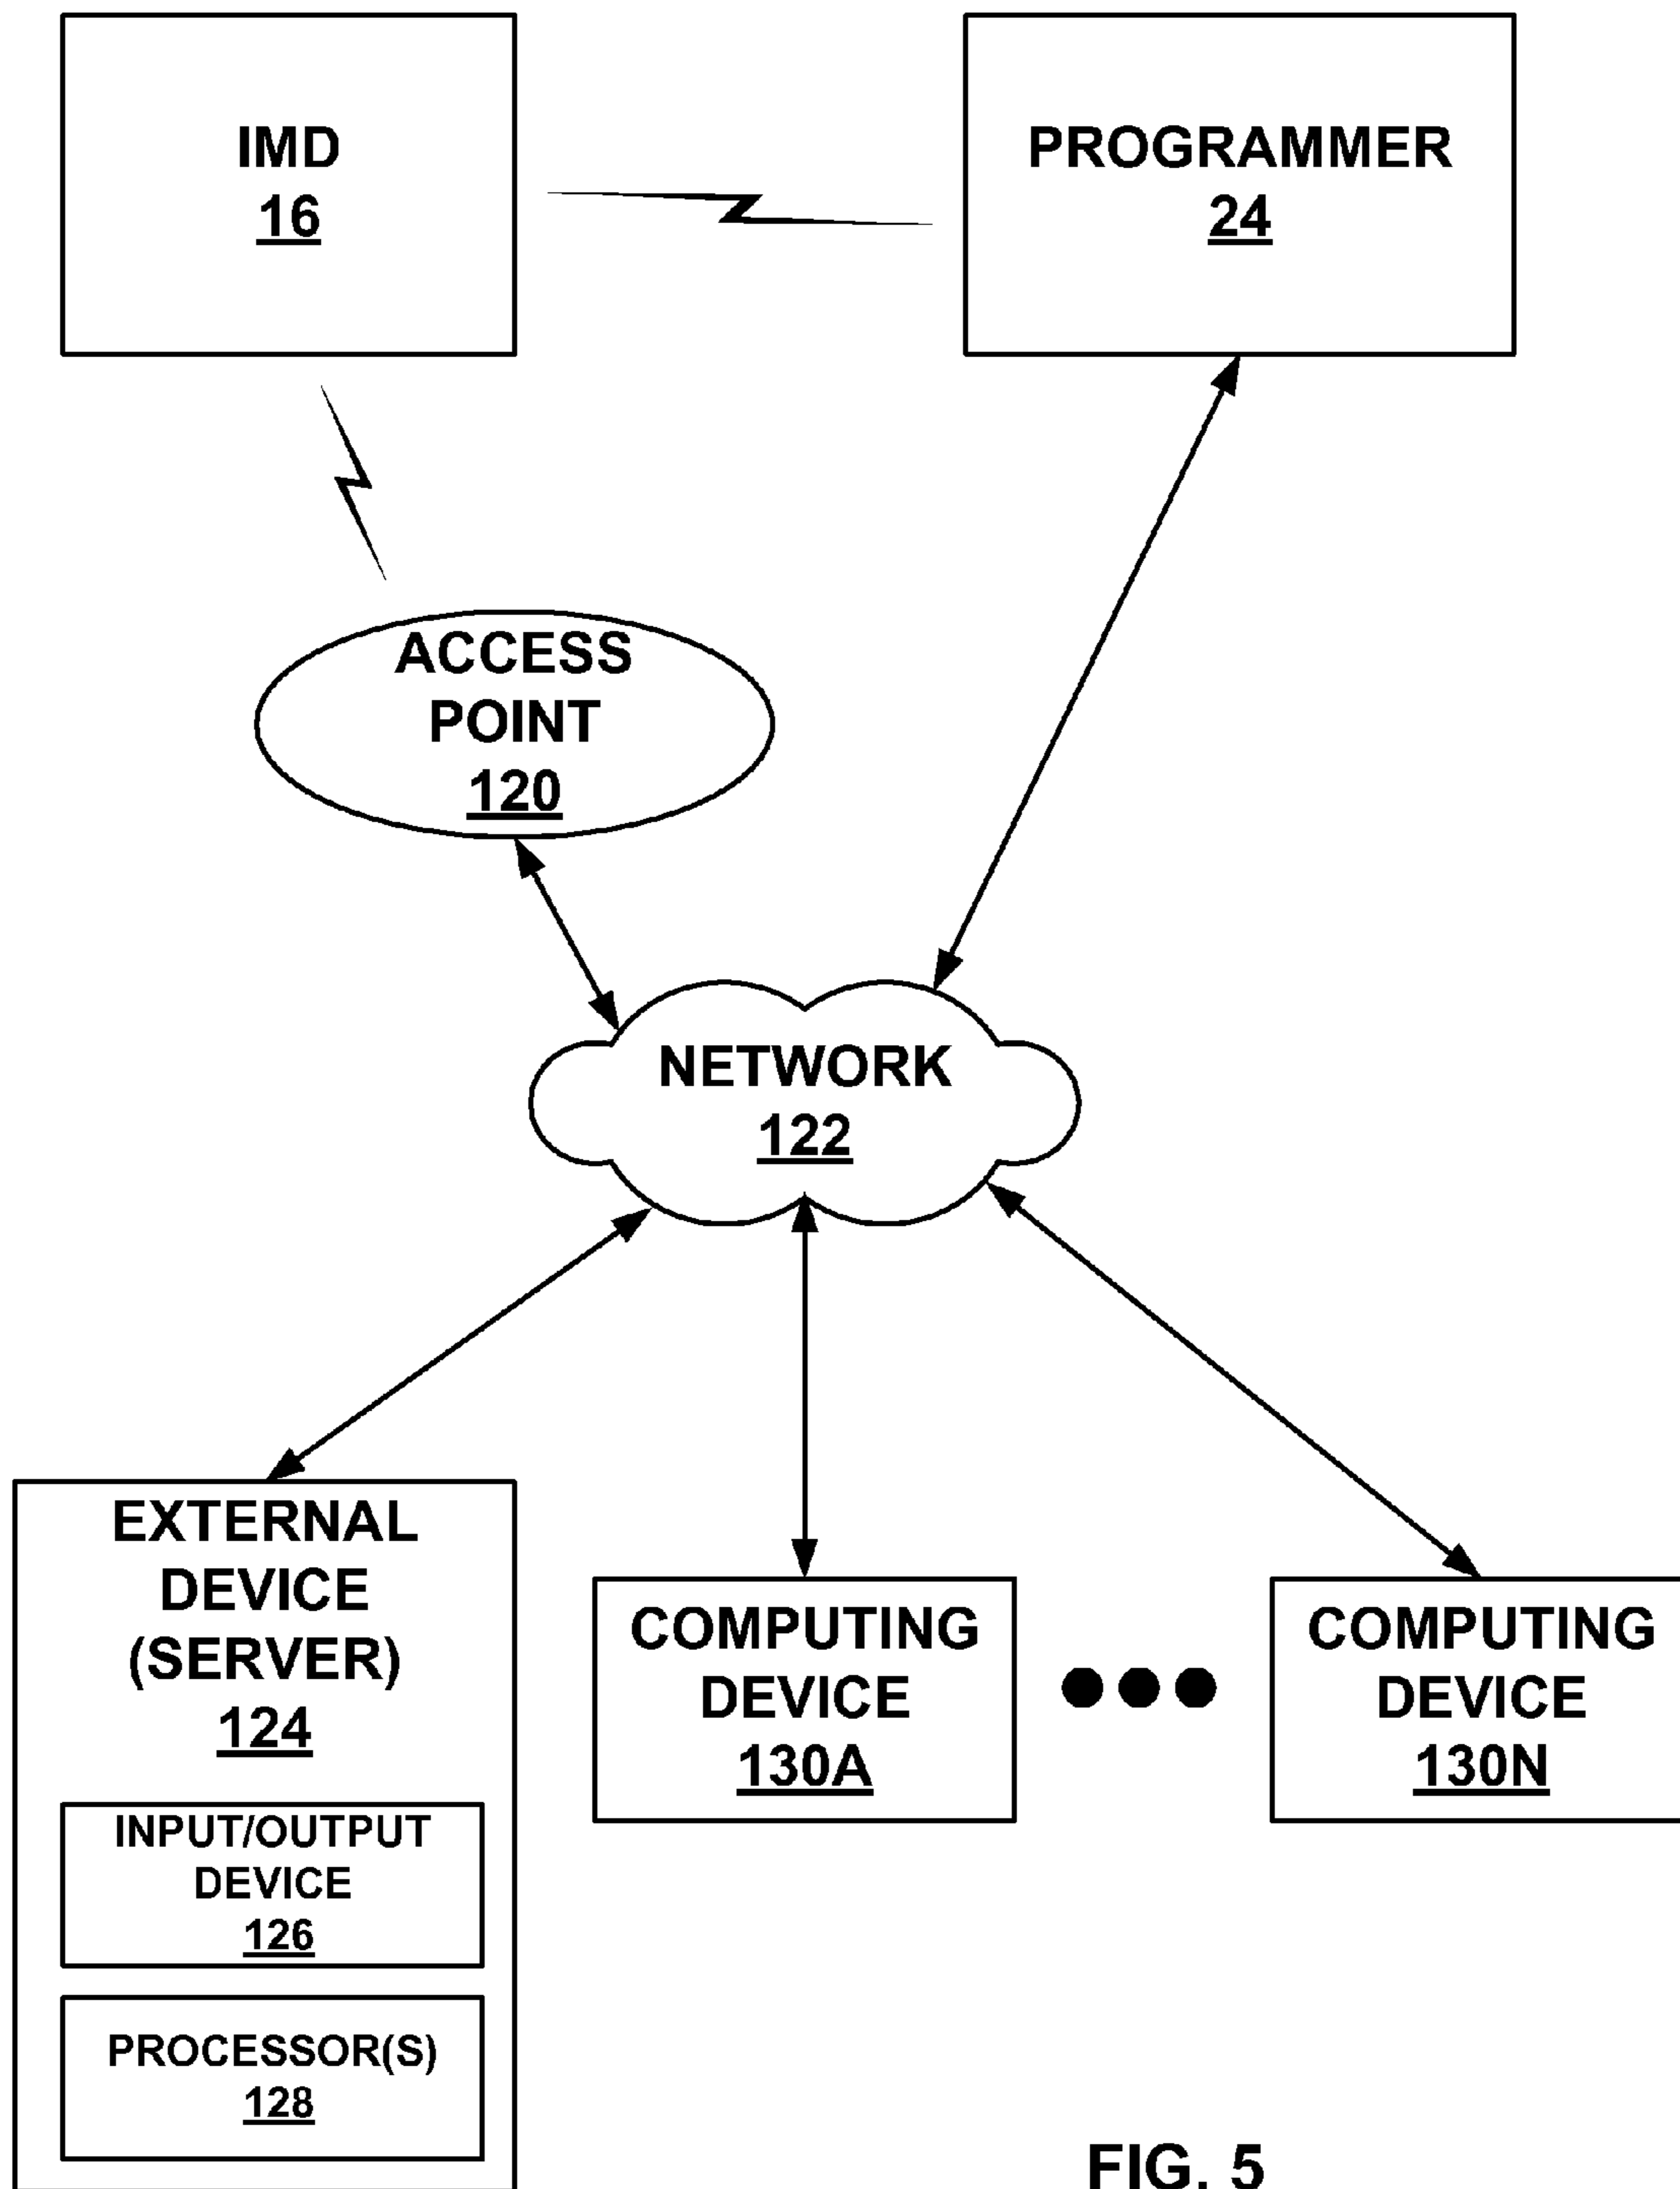 IMD
16
PROGRAMMER
24
ACCESS
POINT
120
NETWORK
122
EXTERNAL
DEVICE
(SERVER)
124
INPUT/OUTPUT
DEVICE
126
PROCESSOR(S)
128
COMPUTING
DEVICE
130A
COMPUTING
DEVICE
130N
FIG. 5